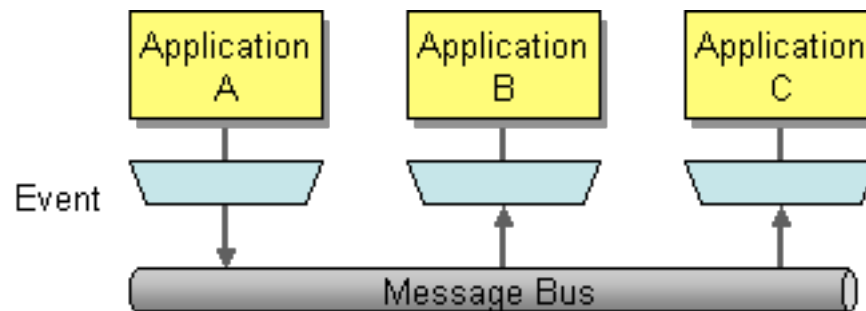 Application
A
Application
B
Application
C
Event
Message Bus